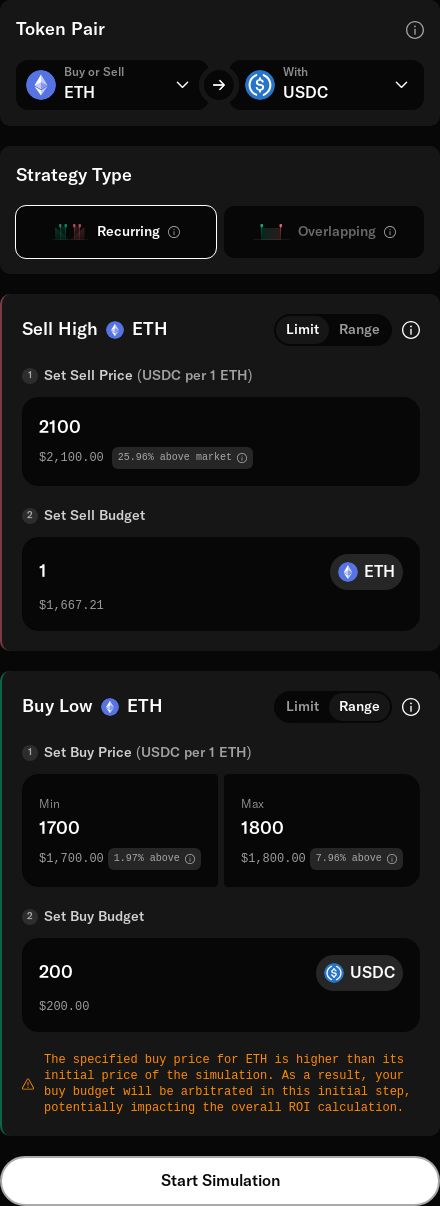 Token Pair
Buy or Sell
ETH
With
USDC
Strategy Type
Recurring
Overlapping
Sell High ETH
Limit Range
1 Set Sell Price (USDC per 1 ETH)
2100
$2,100.00 25.96% above market
2 Set Sell Budget
1
ETH
$1,667.21
Buy Low ETH
Limit Range
1 Set Buy Price (USDC per 1 ETH)
Min
1700
$1,700.00 1.97% above
Max
1800
$1,800.00 7.96% above
2 Set Buy Budget
200
USDC
$200.00
The specified buy price for ETH is higher than its
initial price of the simulation. As a result, your
buy budget will be arbitrated in this initial step,
potentially impacting the overall ROI calculation.
Start Simulation